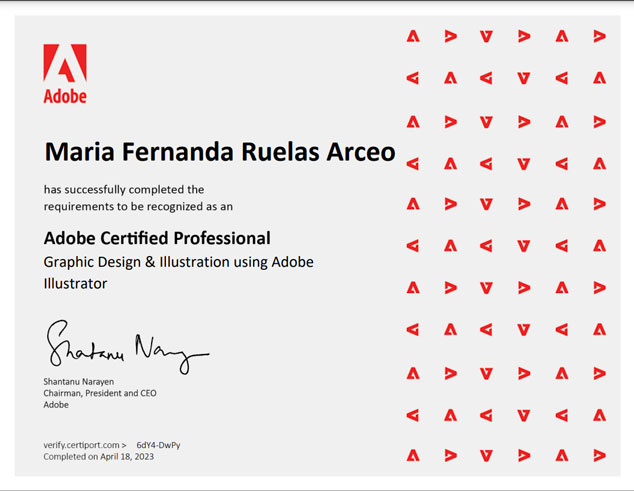 Adobe
Maria Fernanda Ruelas Arceo
has successfully completed the
requirements to be recognized as an
Adobe Certified Professional
Graphic Design & Illustration using Adobe
Illustrator
Shantanu Narayen
Chairman, President and CEO
Adobe
verify.certiport.com > 6dY4-DwPy
Completed on April 18, 2023